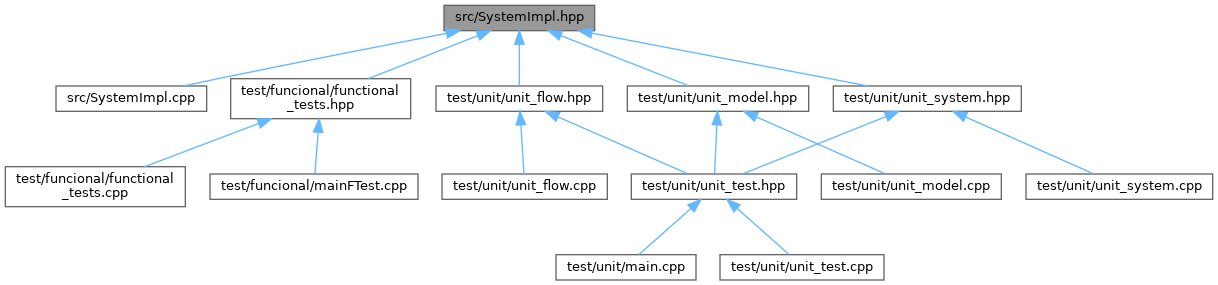 src/SystemImpl.hpp
src/SystemImpl.cpp
test/funcional/functional
_tests.hpp
test/unit/unit_flow.hpp
test/unit/unit_model.hpp
test/unit/unit_system.hpp
test/funcional/functional
_tests.cpp
test/funcional/mainFTest.cpp
test/unit/unit_flow.cpp
test/unit/unit_test.hpp
test/unit/unit_model.cpp
test/unit/unit_system.cpp
test/unit/main.cpp
test/unit/unit_test.cpp